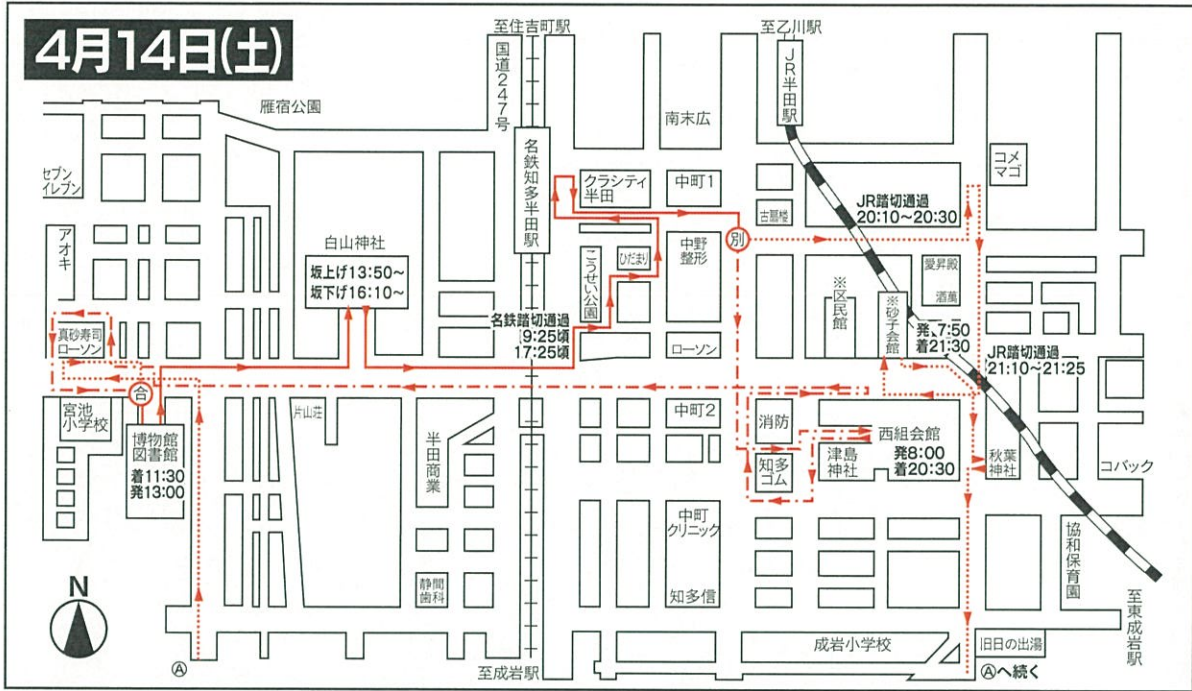 4月14日(土)
至住吉町駅
国道247号
至乙川駅
JR半田駅
雁宿公園
南末広
セブン
イレブン
名鉄知多半田駅
クラシティ
半田
中町1
古扇楼
コメ
マゴ
JR踏切通過
20:10~20:30
アオキ
白山神社
坂上げ13:50~
坂下げ16:10~
こうせい公園
ひだまり
中野
整形
別
※区民館
※砂子会館
発7:50
着21:30
愛昇殿
酒萬
名鉄踏切通過
9:25頃
17:25頃
真砂寿司
ローソン
ローソン
JR踏切通過
21:10~21:25
合
宮池
小学校
博物館
図書館
着11:30
発13:00
片山荘
半田商業
中町2
消防
知多
ゴム
津島
神社
西組会館
発8:00
着20:30
秋葉
神社
コバック
中町
クリニック
協和保育園
N
静間
歯科
知多信
至東成岩駅
成岩小学校
旧日の出湯
Ⓐ
至成岩駅
Ⓐへ続く